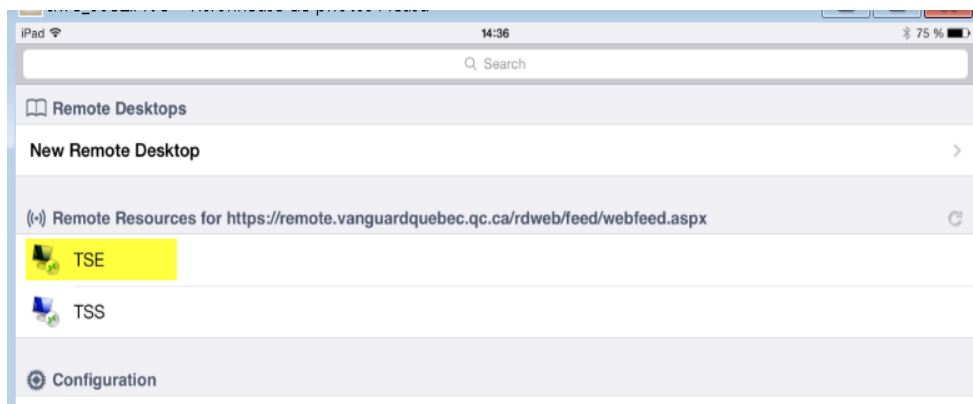 iPad 14:36 75 %
Search
Remote Desktops
New Remote Desktop
Remote Resources for https://remote.vanguardquebec.qc.ca/rdweb/feed/webfeed.aspx
TSE
TSS
Configuration